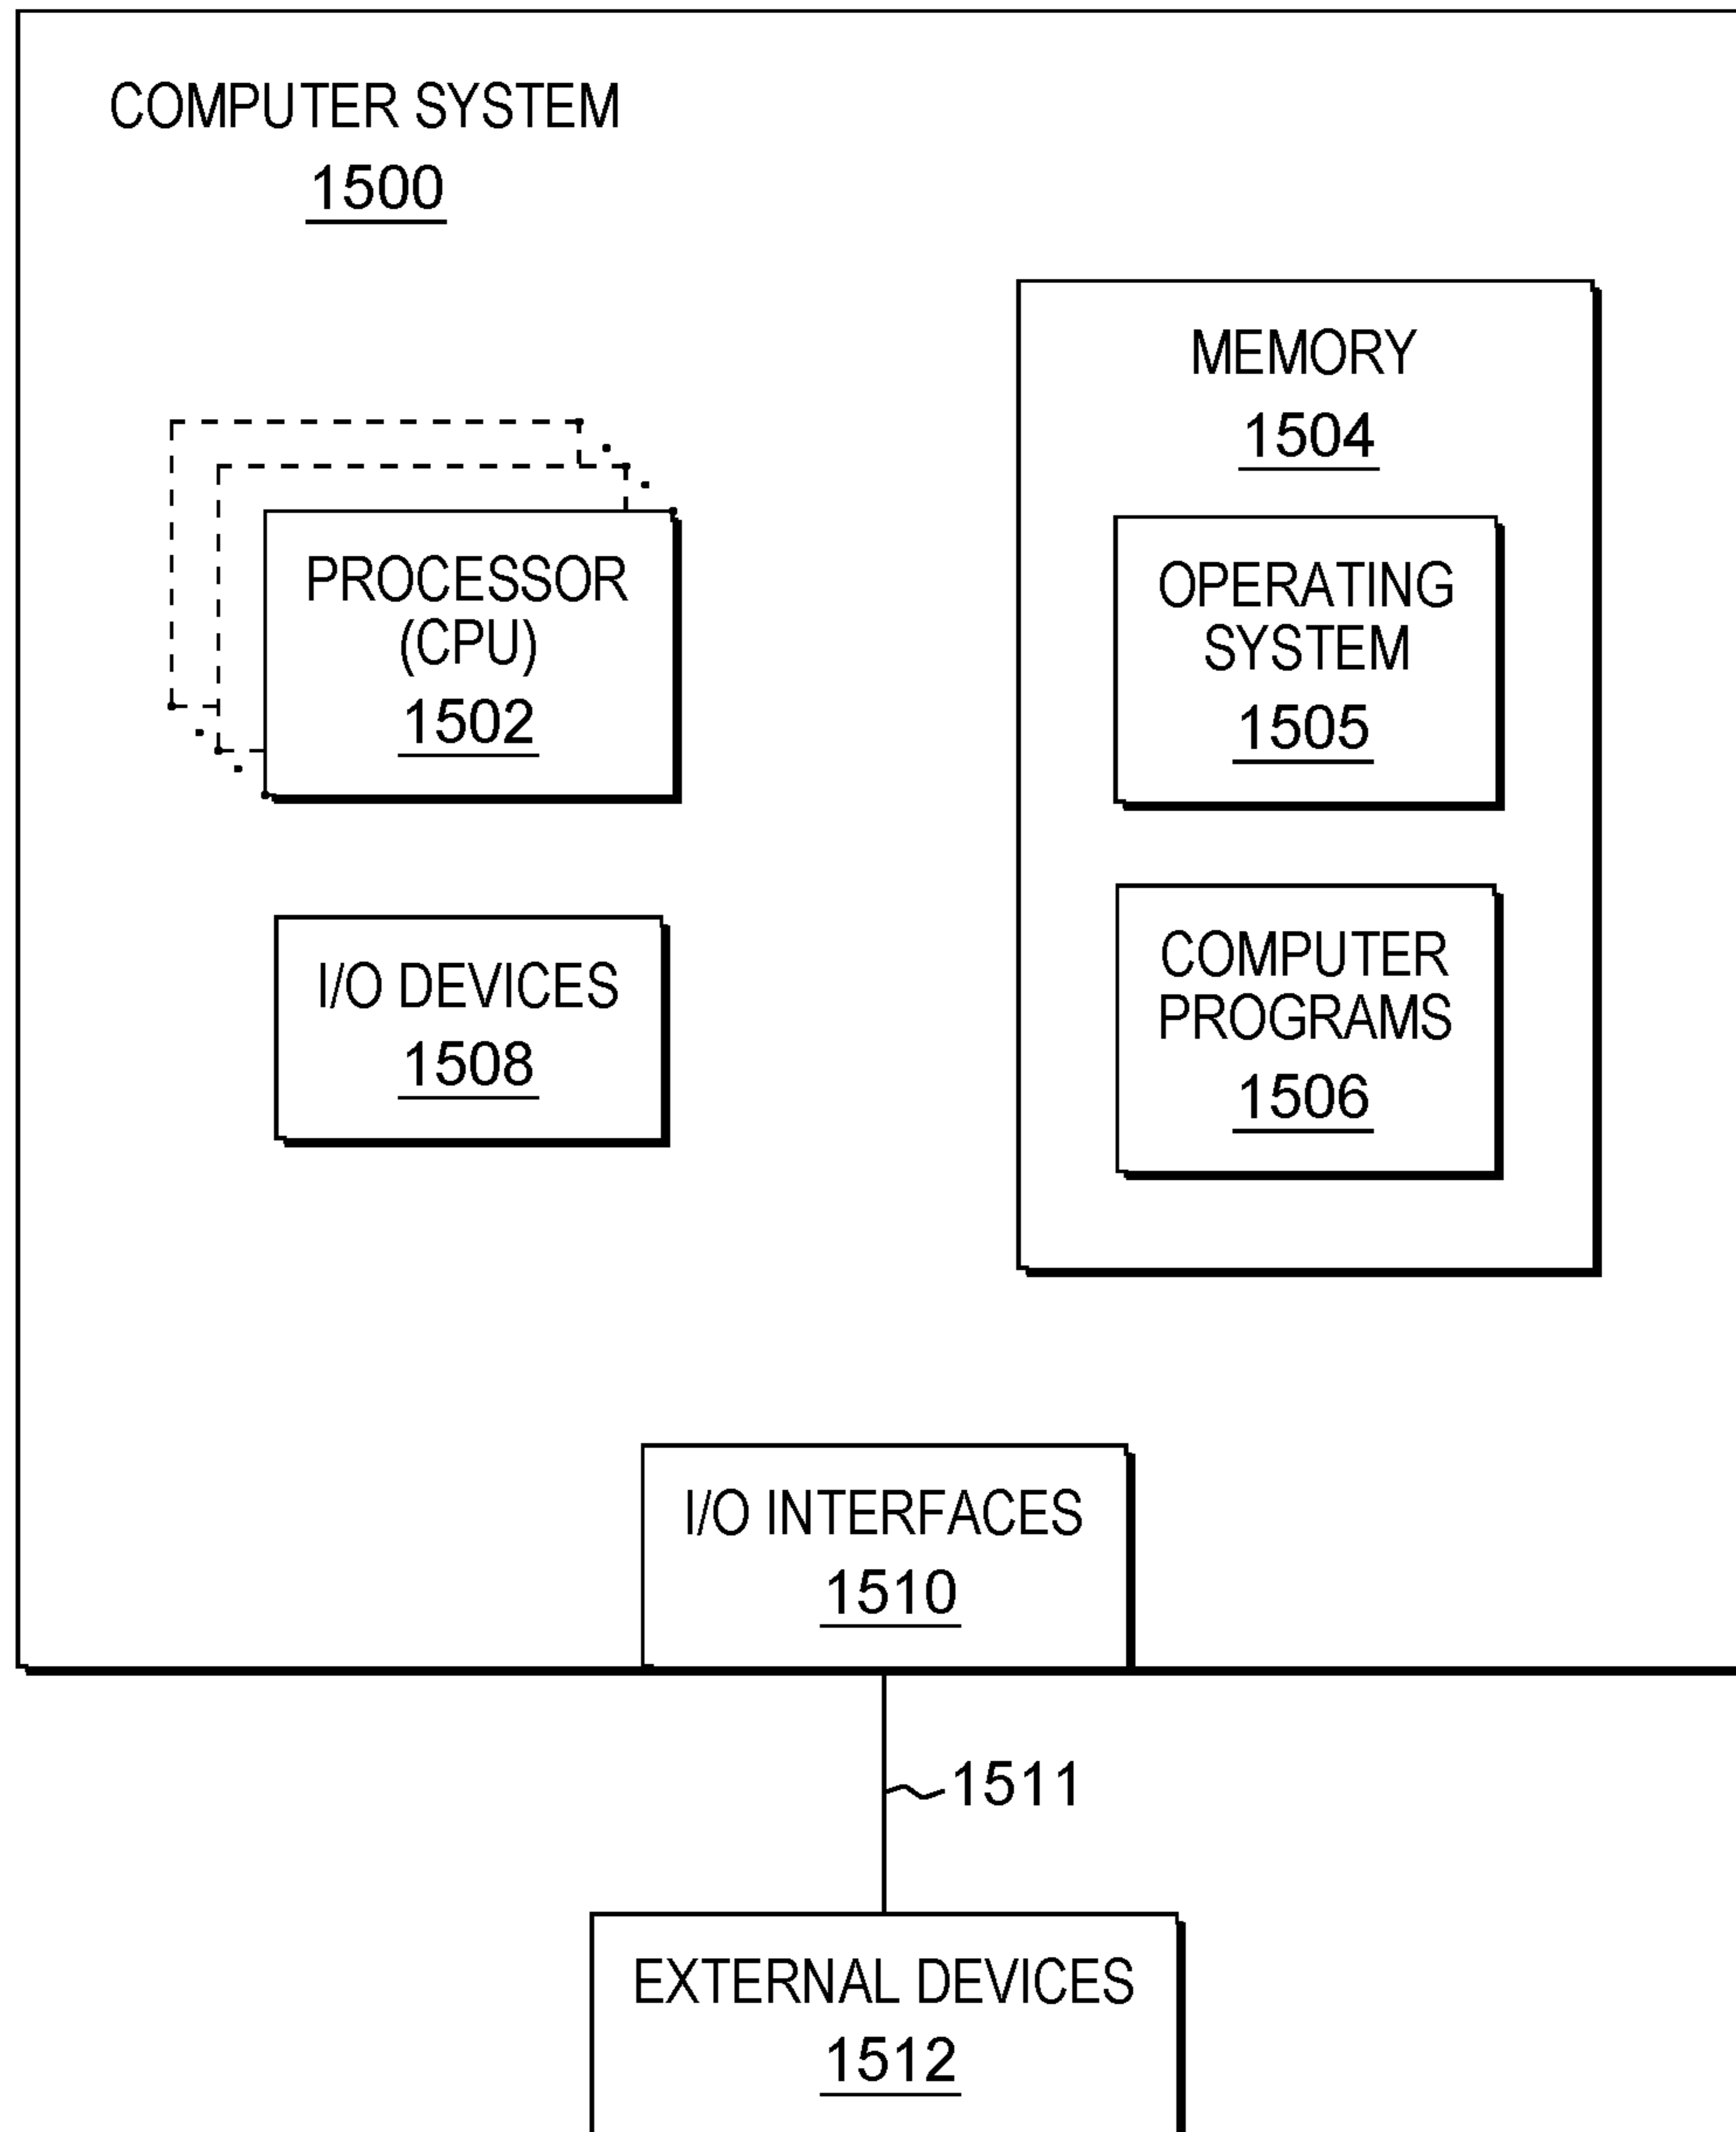 COMPUTER SYSTEM
1500
MEMORY
1504
PROCESSOR
(CPU)
1502
OPERATING
SYSTEM
1505
I/O DEVICES
1508
COMPUTER
PROGRAMS
1506
I/O INTERFACES
1510
1511
EXTERNAL DEVICES
1512